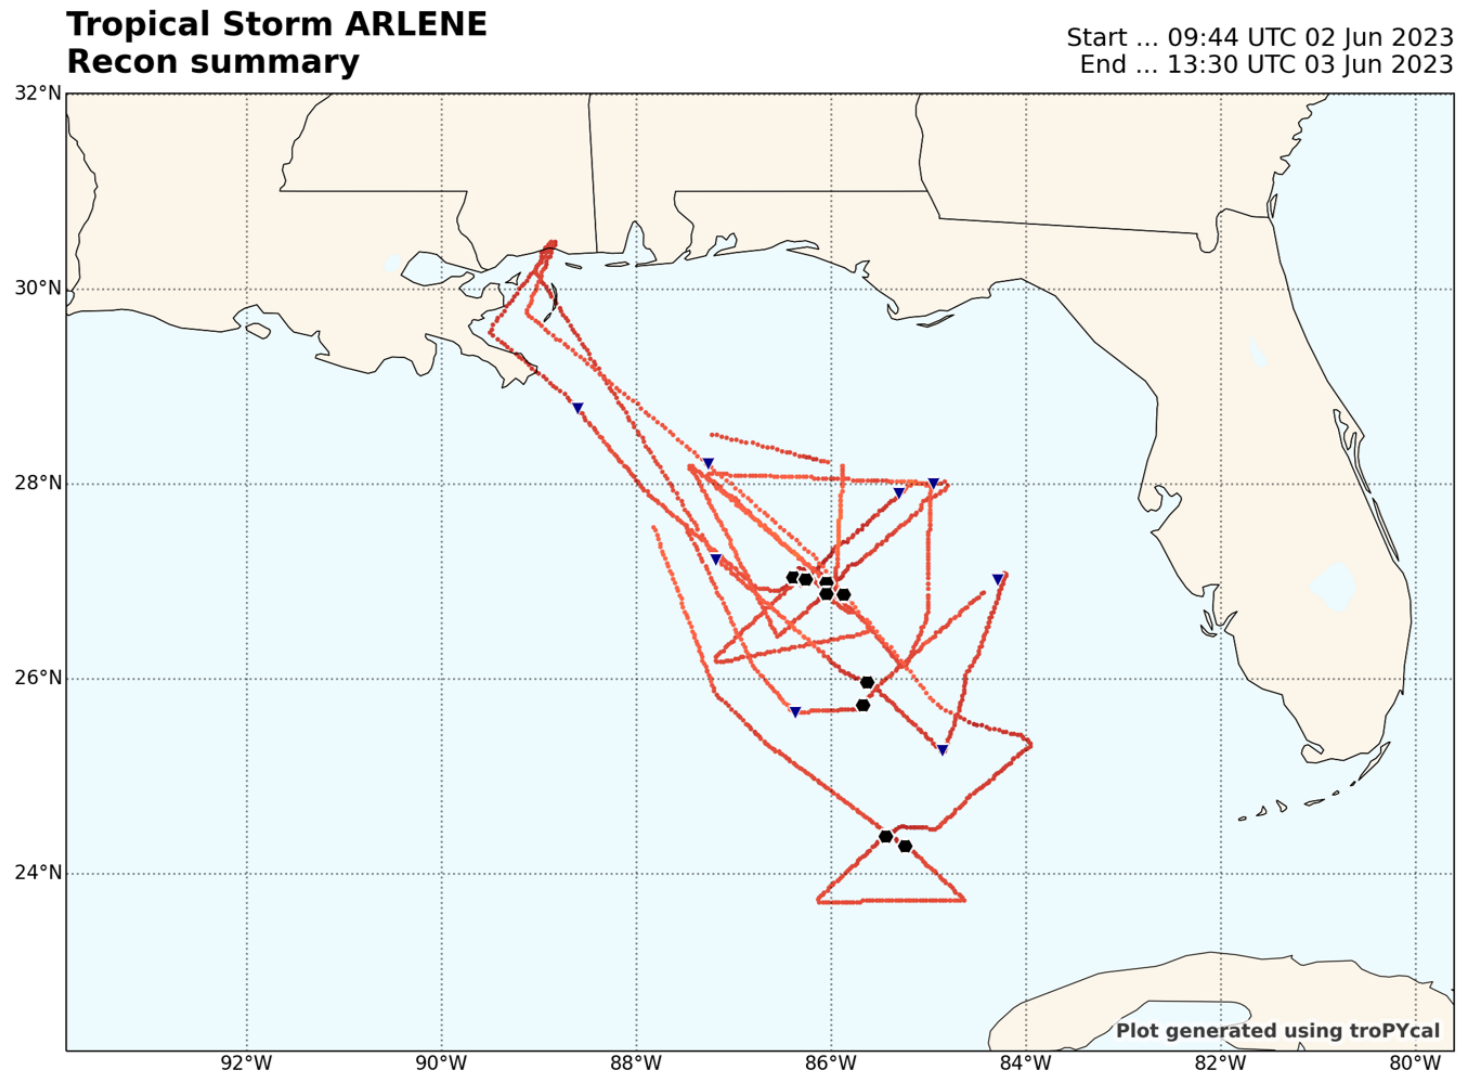 Tropical Storm ARLENE
Recon summary
Start ... 09:44 UTC 02 Jun 2023
End ... 13:30 UTC 03 Jun 2023
32°N
30°N
28°N
26°N
24°N
Plot generated using troPYcal
92°W
90°W
88°W
86°W
84°W
82°W
80°W